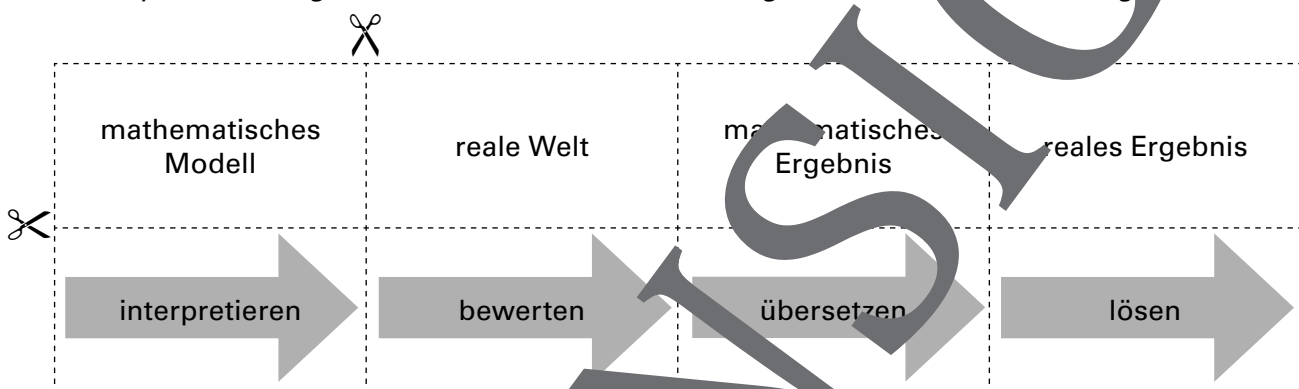 mathematisches
Modell
reale Welt
Ergebnis
reales Ergebnis
interpretieren
bewerten
übersetzen
lösen